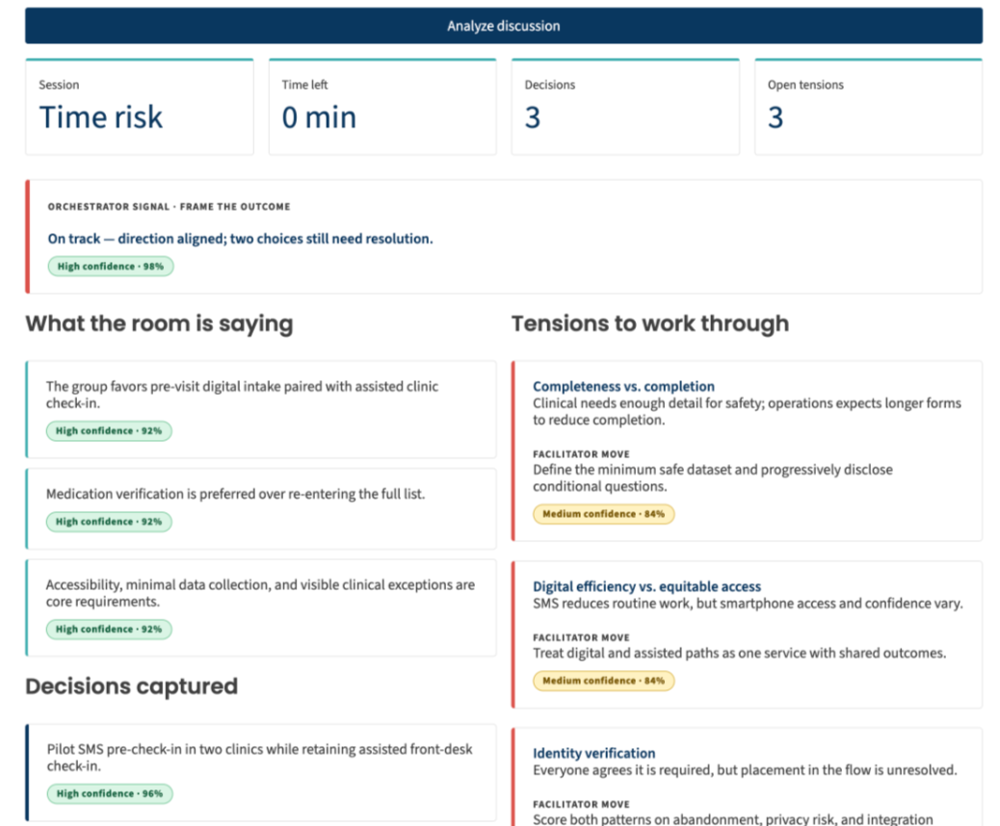 Analyze discussion
Session
Time risk
Time left
0 min
Decisions
3
Open tensions
3
ORCHESTRATOR SIGNAL · FRAME THE OUTCOME
On track — direction aligned; two choices still need resolution.
High confidence · 98%
What the room is saying
The group favors pre-visit digital intake paired with assisted clinic
check-in.
High confidence · 92%
Medication verification is preferred over re-entering the full list.
High confidence · 92%
Accessibility, minimal data collection, and visible clinical exceptions are
core requirements.
High confidence · 92%
Decisions captured
Pilot SMS pre-check-in in two clinics while retaining assisted front-desk
check-in.
High confidence · 96%
Tensions to work through
Completeness vs. completion
Clinical needs enough detail for safety; operations expects longer forms
to reduce completion.
FACILITATOR MOVE
Define the minimum safe dataset and progressively disclose
conditional questions.
Medium confidence · 84%
Digital efficiency vs. equitable access
SMS reduces routine work, but smartphone access and confidence vary.
FACILITATOR MOVE
Treat digital and assisted paths as one service with shared outcomes.
Medium confidence · 84%
Identity verification
Everyone agrees it is required, but placement in the flow is unresolved.
FACILITATOR MOVE
Score both patterns on abandonment, privacy risk, and integration